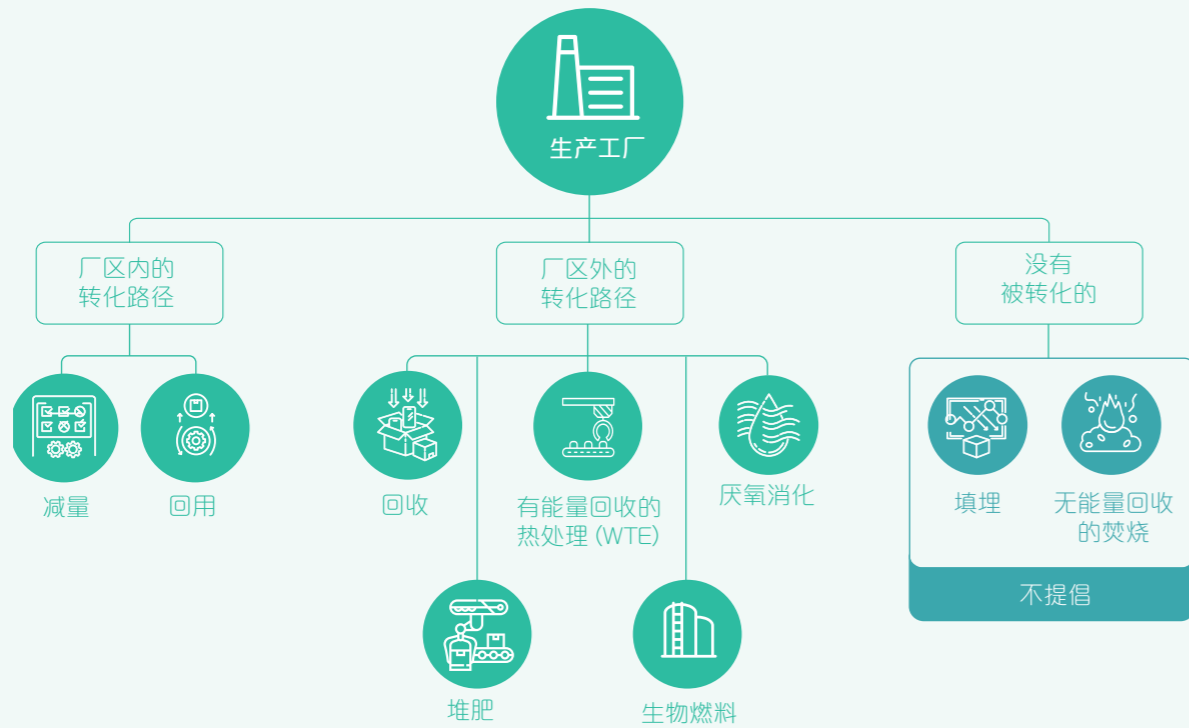 生产工厂
厂区内的
转化路径
厂区外的
转化路径
没有
被转化的
减量
回用
回收
有能量回收的
热处理 (WTE)
厌氧消化
填埋
无能量回收
的焚烧
不提倡
堆肥
生物燃料